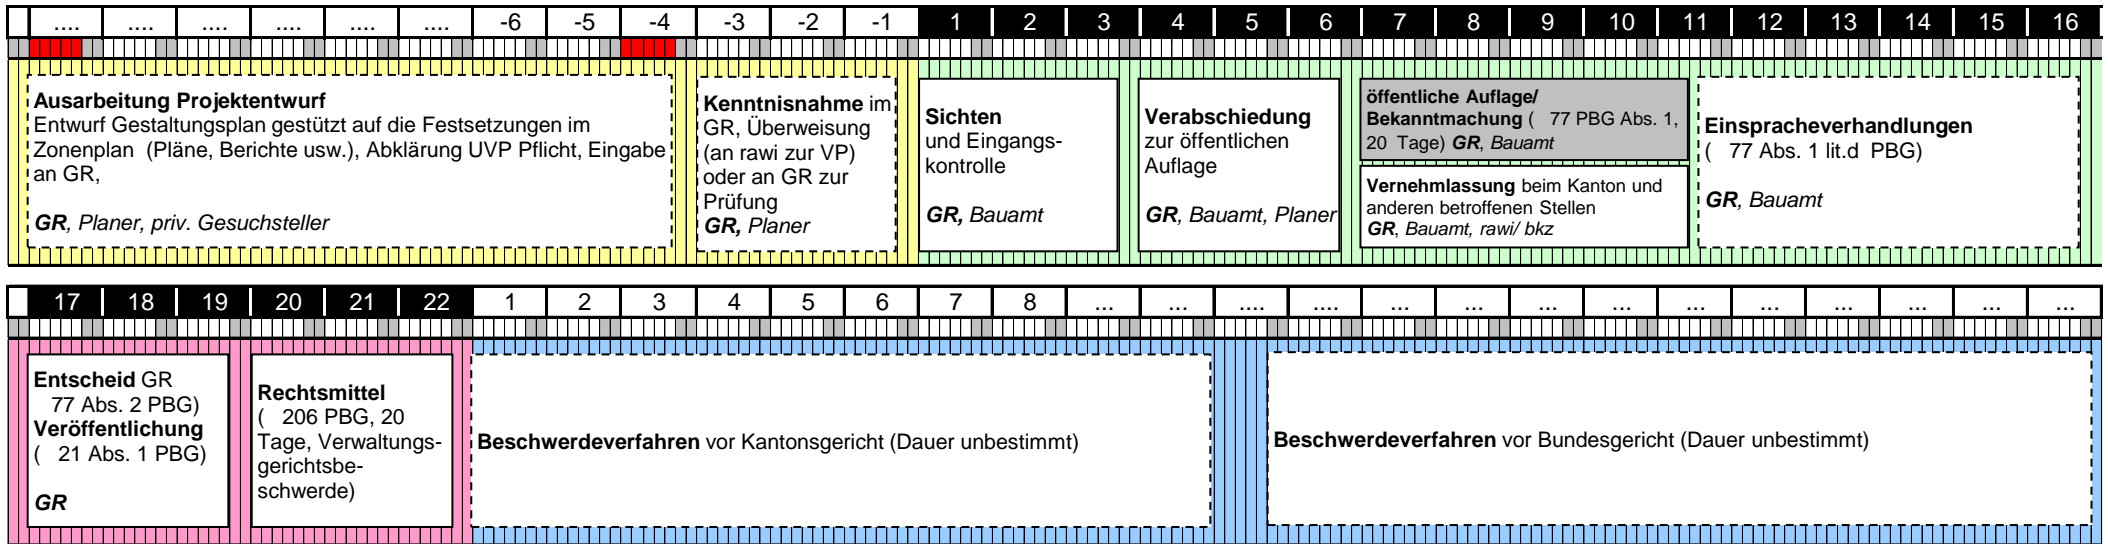 .... .... .... .... .... .... -6 -5 -4 -3 -2 -1 1 2 3 4 5 6 7 8 9 10 11 12 13 14 15 16
Ausarbeitung Projektentwurf
Entwurf Gestaltungsplan gestützt auf die Festsetzungen im
Zonenplan (Pläne, Berichte usw.), Abklärung UVP Pflicht, Eingabe
an GR,
GR, Planer, priv. Gesuchsteller
Kenntnisnahme im
GR, Überweisung
(an rawi zur VP)
oder an GR zur
Prüfung
GR, Planer
Sichten
und Eingangs-
kontrolle
GR, Bauamt
Verabschiedung
zur öffentlichen
Auflage
GR, Bauamt, Planer
öffentliche Auflage/
Bekanntmachung ( 77 PBG Abs. 1,
20 Tage) GR, Bauamt
Vernehmlassung beim Kanton und
anderen betroffenen Stellen
GR, Bauamt, rawi/ bkz
Einspracheverhandlungen
( 77 Abs. 1 lit.d PBG)
GR, Bauamt
17 18 19 20 21 22 1 2 3 4 5 6 7 8 ... ... .... .... ... ... ... ... ... ... ... ... ... ...
Entscheid GR
77 Abs. 2 PBG)
Veröffentlichung
( 21 Abs. 1 PBG)
GR
Rechtsmittel
( 206 PBG, 20
Tage, Verwaltungs-
gerichtsbe-
schwerde)
Beschwerdeverfahren vor Kantonsgericht (Dauer unbestimmt)
Beschwerdeverfahren vor Bundesgericht (Dauer unbestimmt)